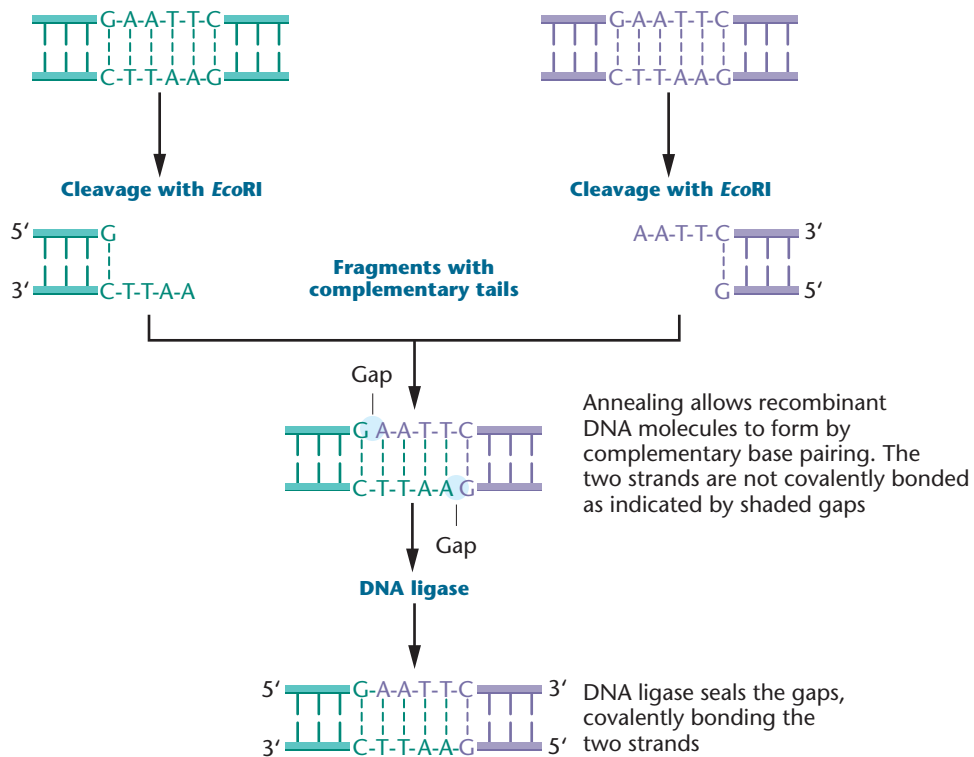 G-A-A-T-T-C
G-A-A-T-T-C
C-T-T-A-A-G
C-T-T-A-A-G
Cleavage with EcoRI
Cleavage with EcoRI
5′ G
A-A-T-T-C 3′
3′ C-T-T-A-A
G 5′
Fragments with
complementary tails
Gap
G A-A-T-T-C
C-T-T-A-A G
Gap
Annealing allows recombinant
DNA molecules to form by
complementary base pairing. The
two strands are not covalently bonded
as indicated by shaded gaps
DNA ligase
5′ G-A-A-T-T-C 3′
3′ C-T-T-A-A-G 5′
DNA ligase seals the gaps,
covalently bonding the
two strands